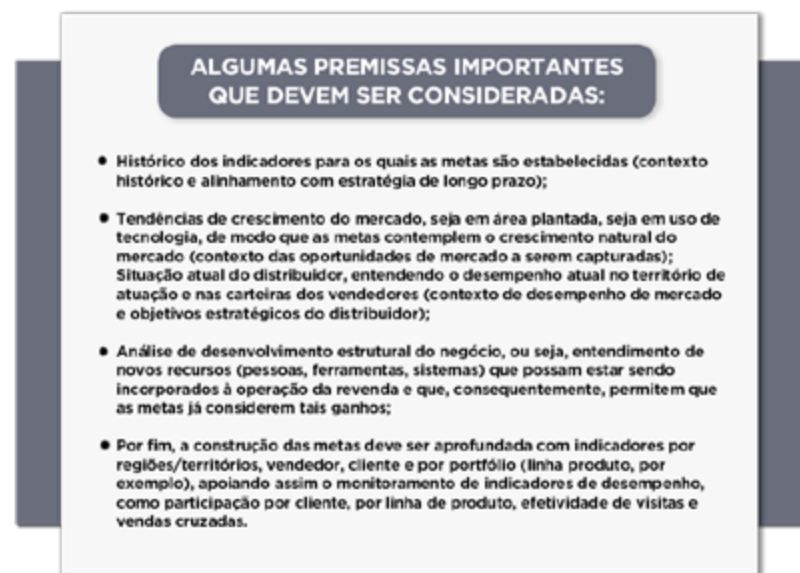 ALGUMAS PREMISSAS IMPORTANTES
QUE DEVEM SER CONSIDERADAS:
• Histórico dos indicadores para os quais as metas são estabelecidas (contexto
histórico e alinhamento com estratégia de longo prazo);
• Tendências de crescimento do mercado, seja em área plantada, seja em uso de
tecnologia, de modo que as metas contemplem o crescimento natural do
mercado (contexto das oportunidades de mercado a serem capturadas);
Situação atual do distribuidor, entendendo o desempenho atual no território de
atuação e nas carteiras dos vendedores (contexto de desempenho de mercado
e objetivos estratégicos do distribuidor);
• Análise de desenvolvimento estrutural do negócio, ou seja, entendimento de
novos recursos (pessoas, ferramentas, sistemas) que possam estar sendo
incorporados à operação da revenda e que, consequentemente, permitem que
as metas já considerem tais ganhos;
• Por fim, a construção das metas deve ser aprofundada com indicadores por
regiões/territórios, vendedor, cliente e por portfólio (linha produto, por
exemplo), apoiando assim o monitoramento de indicadores de desempenho,
como participação por cliente, por linha de produto, efetividade de visitas e
vendas cruzadas.